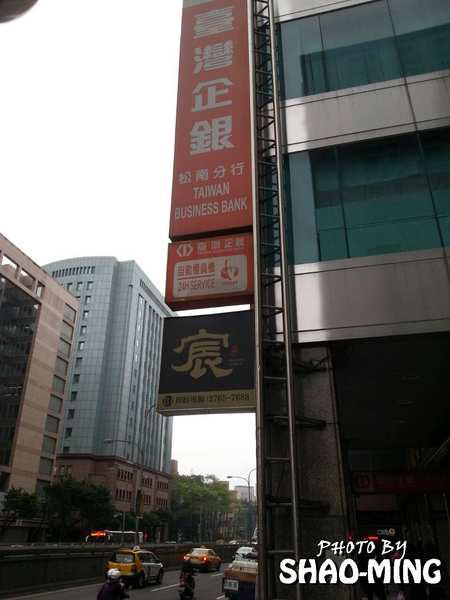 臺灣企銀
松南分行
TAIWAN
BUSINESS BANK
臺灣企銀
自動櫃員機
24H SERVICE
宸
2765-7688
PHOTO BY
SHAO-MING